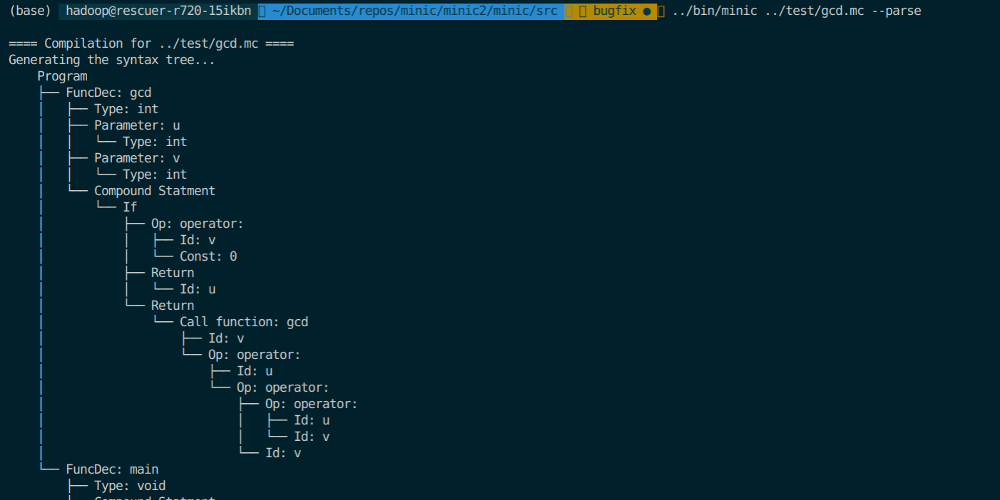 (base) hadoop@rescuer-r720-15ikbn ~/Documents/repos/minic/minic2/minic/src bugfix ● ../bin/minic ../test/gcd.mc --parse
==== Compilation for ../test/gcd.mc ====
Generating the syntax tree...
    Program
    ├── FuncDec: gcd
    │   ├── Type: int
    │   ├── Parameter: u
    │   │   └── Type: int
    │   ├── Parameter: v
    │   │   └── Type: int
    │   └── Compound Statment
    │       └── If
    │           ├── Op: operator:
    │           │   ├── Id: v
    │           │   └── Const: 0
    │           ├── Return
    │           │   └── Id: u
    │           └── Return
    │               └── Call function: gcd
    │                   ├── Id: v
    │                   └── Op: operator:
    │                       ├── Id: u
    │                       └── Op: operator:
    │                           ├── Op: operator:
    │                           │   ├── Id: u
    │                           │   └── Id: v
    │                           └── Id: v
    └── FuncDec: main
        ├── Type: void
        └── Compound Statment